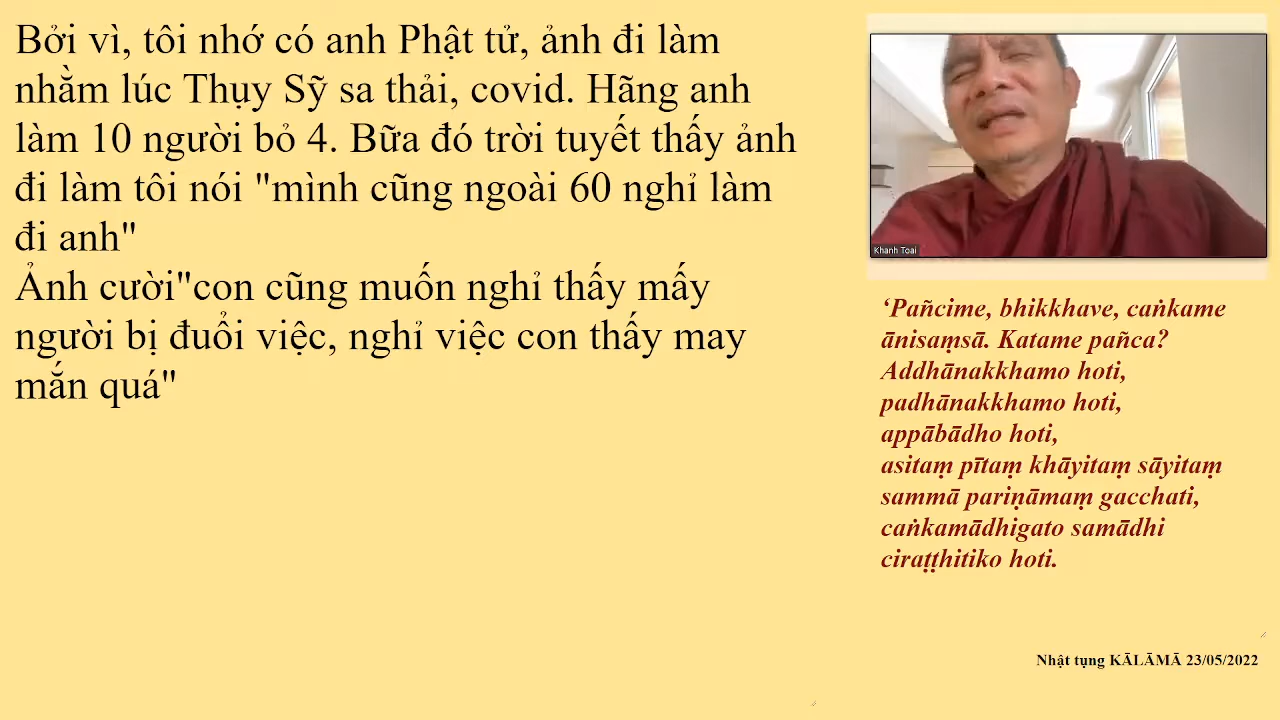 Bởi vì, tôi nhớ có anh Phật tử, ảnh đi làm
nhằm lúc Thụy Sỹ sa thải, covid. Hãng anh
làm 10 người bỏ 4. Bữa đó trời tuyết thấy ảnh
đi làm tôi nói "mình cũng ngoài 60 nghỉ làm
đi anh"
Ảnh cười"con cũng muốn nghỉ thấy mấy
người bị đuổi việc, nghỉ việc con thấy may
mắn quá"
Khanh Toai
‘Pañcime, bhikkhave, caṅkame
ānisaṃsā. Katame pañca?
Addhānakkhamo hoti,
padhānakkhamo hoti,
appābādho hoti,
asitaṃ pītaṃ khāyitaṃ sāyitaṃ
sammā pariṇāmaṃ gacchati,
caṅkamādhigato samādhi
ciraṭṭhitiko hoti.
Nhật tụng KĀLĀMĀ 23/05/2022